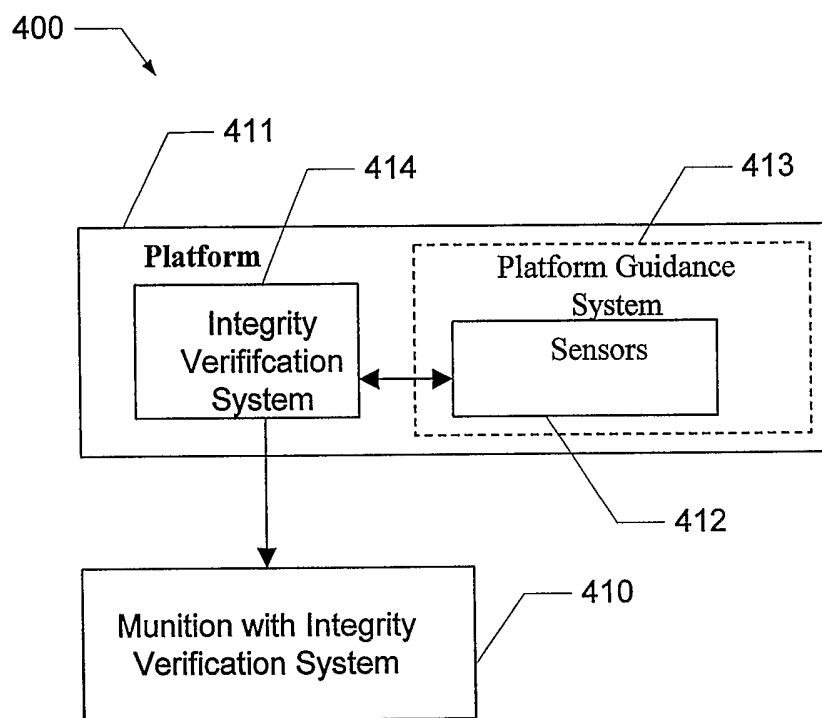 400
411
414
413
Platform
Platform Guidance
System
Integrity
Verififcation
System
Sensors
412
Munition with Integrity
Verification System
410